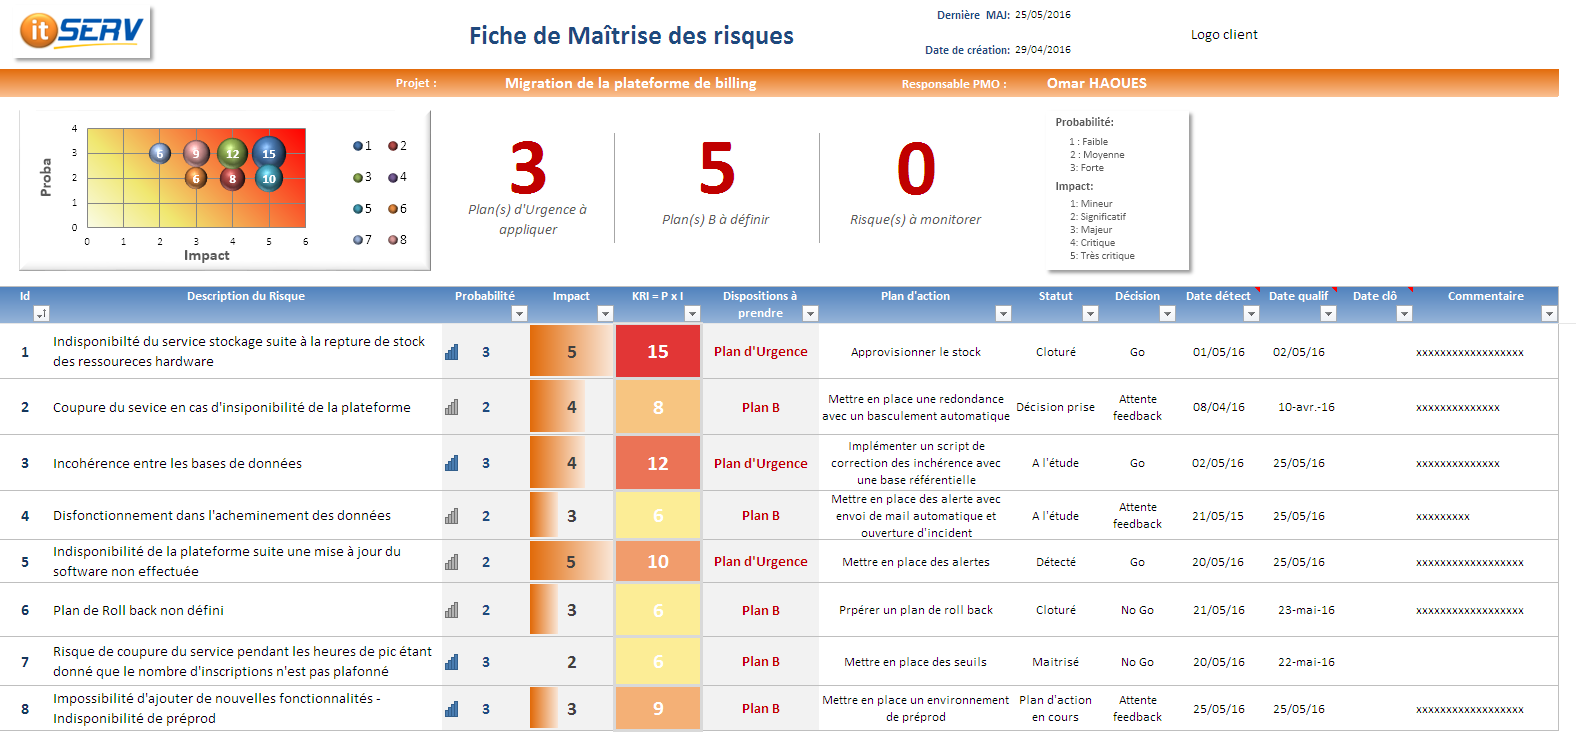 it SERV
Fiche de Maîtrise des risques
Dernière MAJ: 25/05/2016
Date de création: 29/04/2016
Logo client
Projet : Migration de la plateforme de billing Responsable PMO : Omar HAOUES
Proba
4
3
2
1
0
0 1 2 3 4 5 6
Impact
6 9 12 15
6 8 10
1 2
3 4
5 6
7 8
3
Plan(s) d'Urgence à
appliquer
5
Plan(s) B à définir
0
Risque(s) à monitorer
Probabilité:
1 : Faible
2 : Moyenne
3: Forte
Impact:
1: Mineur
2: Significatif
3: Majeur
4: Critique
5: Très critique
Id Description du Risque Probabilité Impact KRI = P x I Dispositions à prendre Plan d'action Statut Décision Date détect Date qualif Date clô Commentaire
1 Indisponibilté du service stockage suite à la repture de stock
des ressoureces hardware 3 5 15 Plan d'Urgence Approvisionner le stock Cloturé Go 01/05/16 02/05/16 xxxxxxxxxxxxxxxxxx
2 Coupure du sevice en cas d'insiponibilité de la plateforme 2 4 8 Plan B Mettre en place une redondance
avec un basculement automatique Décision prise Attente
feedback 08/04/16 10-avr.-16 xxxxxxxxxxxxxx
3 Incohérence entre les bases de données 3 4 12 Plan d'Urgence Implémenter un script de
correction des inchérence avec
une base référentielle A l'étude Go 02/05/16 25/05/16 xxxxxxxxxxxxxx
4 Disfonctionnement dans l'acheminement des données 2 3 6 Plan B Mettre en place des alerte avec
envoi de mail automatique et
ouverture d'incident A l'étude Attente
feedback 21/05/15 25/05/16 xxxxxxxxx
5 Indisponibilité de la plateforme suite une mise à jour du
software non effectuée 2 5 10 Plan d'Urgence Mettre en place des alertes Détecté Go 20/05/16 25/05/16 xxxxxxxxxxxxxxxxxx
6 Plan de Roll back non défini 2 3 6 Plan B Prpérer un plan de roll back Cloturé No Go 21/05/16 23-mai-16 xxxxxxxxxxxxxxxxxx
7 Risque de coupure du service pendant les heures de pic étant
donné que le nombre d'inscriptions n'est pas plafonné 3 2 6 Plan B Mettre en place des seuils Maitrisé No Go 20/05/16 22-mai-16
8 Impossibilité d'ajouter de nouvelles fonctionnalités -
Indisponibilité de préprod 3 3 9 Plan B Mettre en place un environnement
de préprod Plan d'action
en cours Attente
feedback 25/05/16 25/05/16 xxxxxxxxxxxxxxxxxx